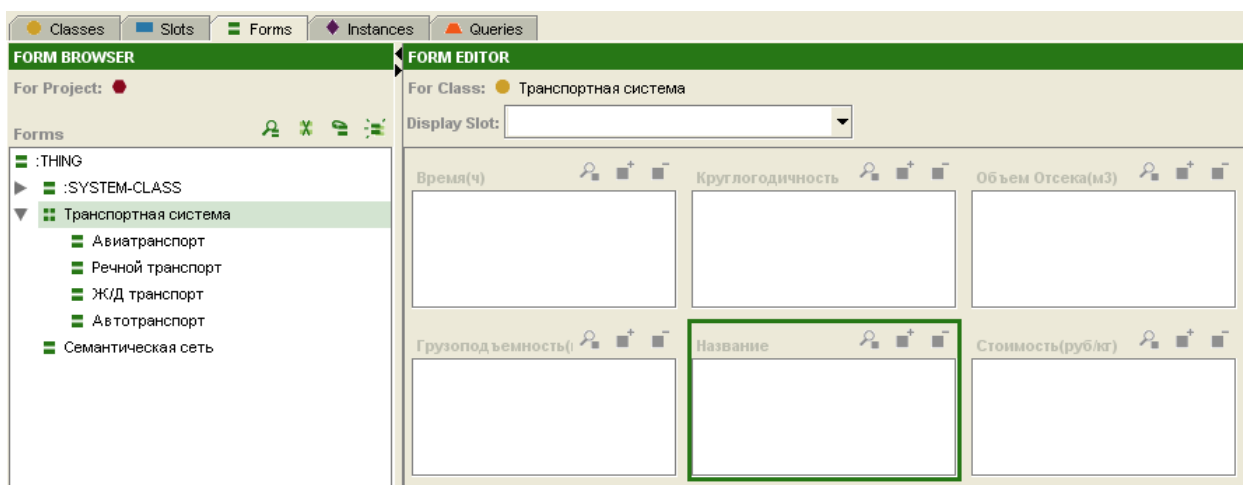 Classes Slots Forms Instances Queries
FORM BROWSER
For Project:
Forms
:THING
:SYSTEM-CLASS
Транспортная система
Авиатранспорт
Речной транспорт
Ж/Д транспорт
Автотранспорт
Семантическая сеть
FORM EDITOR
For Class: Транспортная система
Display Slot:
Время(ч) Круглогодичность Объем Отсека(м3)
Грузоподъемность( Название Стоимость(руб/кг)